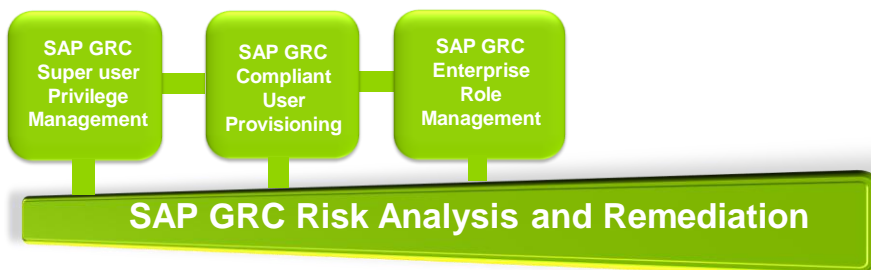 SAP GRC
Super user
Privilege
Management
SAP GRC
Compliant
User
Provisioning
SAP GRC
Enterprise
Role
Management
SAP GRC Risk Analysis and Remediation